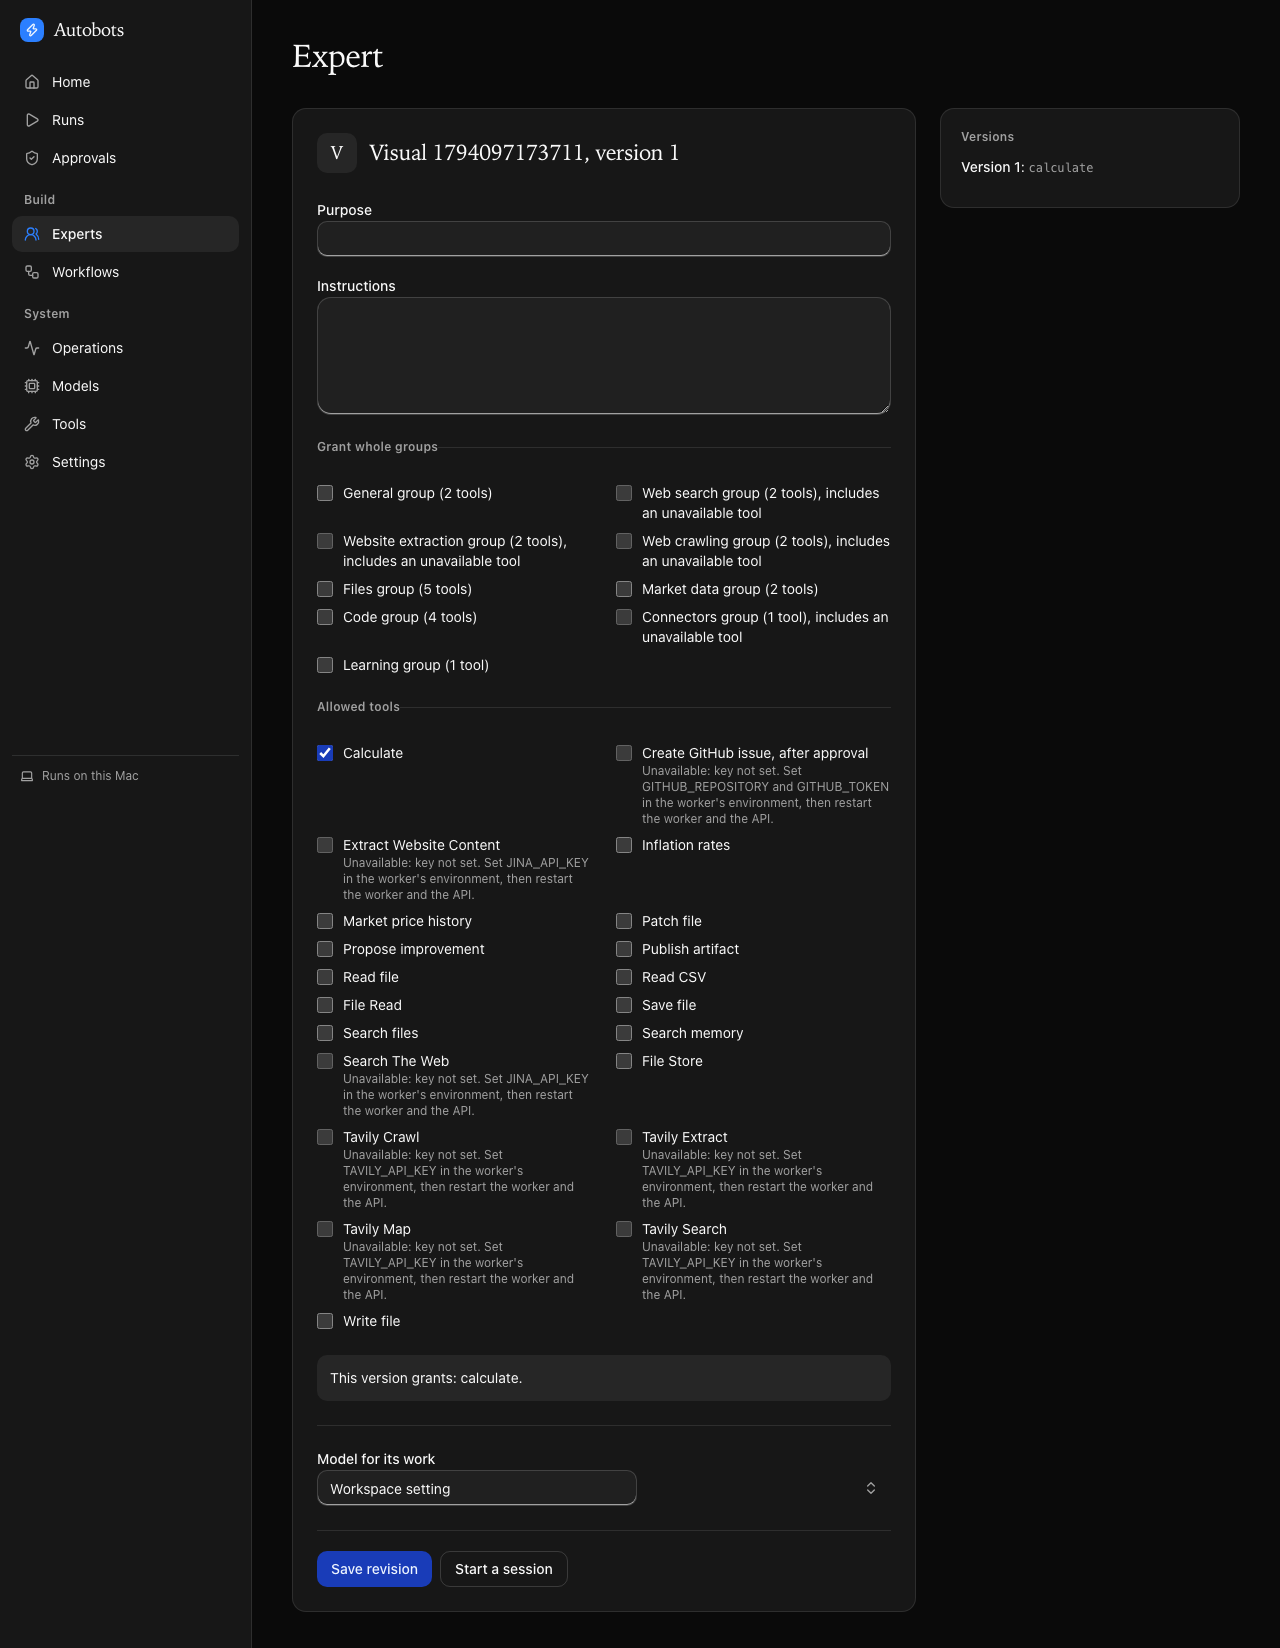 Autobots
Home
Runs
Approvals
Build
Experts
Workflows
System
Operations
Models
Tools
Settings
Runs on this Mac
Expert
V
Visual 1794097173711, version 1
Purpose
Instructions
Grant whole groups
General group (2 tools)
Web search group (2 tools), includes
an unavailable tool
Website extraction group (2 tools),
includes an unavailable tool
Web crawling group (2 tools), includes
an unavailable tool
Files group (5 tools)
Market data group (2 tools)
Code group (4 tools)
Connectors group (1 tool), includes an
unavailable tool
Learning group (1 tool)
Allowed tools
Calculate
Create GitHub issue, after approval
Unavailable: key not set. Set
GITHUB_REPOSITORY and GITHUB_TOKEN
in the worker's environment, then restart
the worker and the API.
Extract Website Content
Unavailable: key not set. Set JINA_API_KEY
in the worker's environment, then restart
the worker and the API.
Inflation rates
Market price history
Patch file
Propose improvement
Publish artifact
Read file
Read CSV
File Read
Save file
Search files
Search memory
Search The Web
Unavailable: key not set. Set JINA_API_KEY
in the worker's environment, then restart
the worker and the API.
File Store
Tavily Crawl
Unavailable: key not set. Set
TAVILY_API_KEY in the worker's
environment, then restart the worker and
the API.
Tavily Extract
Unavailable: key not set. Set
TAVILY_API_KEY in the worker's
environment, then restart the worker and
the API.
Tavily Map
Unavailable: key not set. Set
TAVILY_API_KEY in the worker's
environment, then restart the worker and
the API.
Tavily Search
Unavailable: key not set. Set
TAVILY_API_KEY in the worker's
environment, then restart the worker and
the API.
Write file
This version grants: calculate.
Model for its work
Workspace setting
Save revision
Start a session
Versions
Version 1: calculate